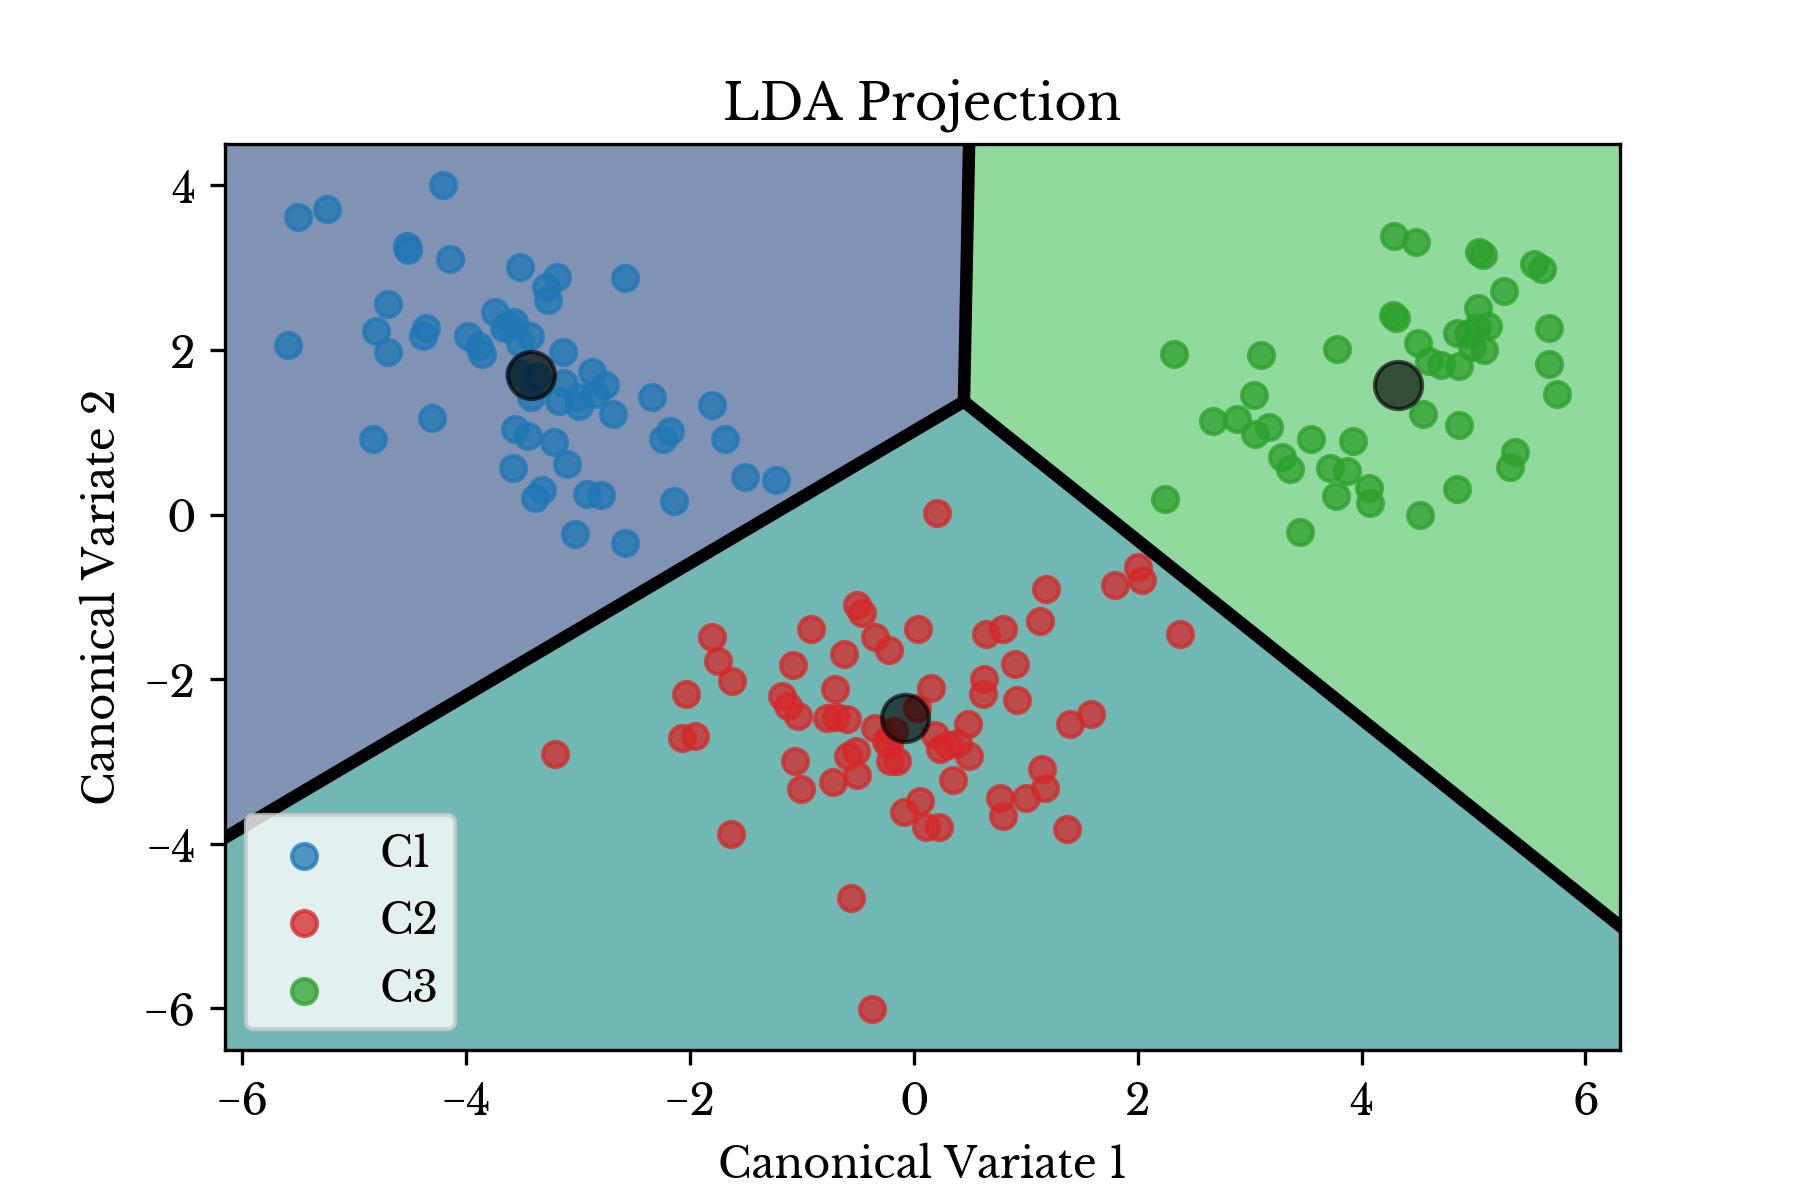 LDA Projection
Canonical Variate 2
4
2
0
−2
−4
−6
C1
C2
C3
−6 −4 −2 0 2 4 6
Canonical Variate 1